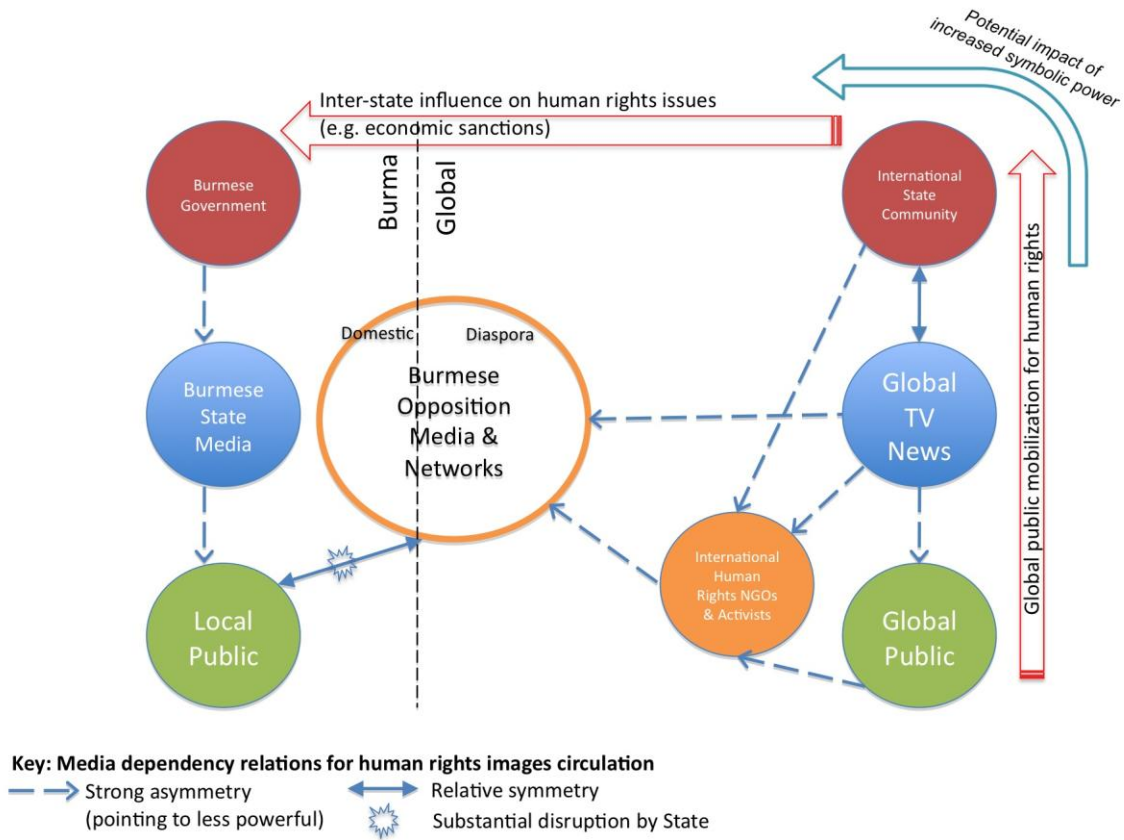 Potential impact of
increased symbolic power
Inter-state influence on human rights issues
(e.g. economic sanctions)
Burmese
Government
Burma
Global
International
State
Community
Global public mobilization for human rights
Domestic
Diaspora
Burmese
Opposition
Media &
Networks
Burmese
State
Media
Global
TV
News
International
Human
Rights NGOs
& Activists
Local
Public
Global
Public
Key: Media dependency relations for human rights images circulation
Strong asymmetry
(pointing to less powerful)
Relative symmetry
Substantial disruption by State